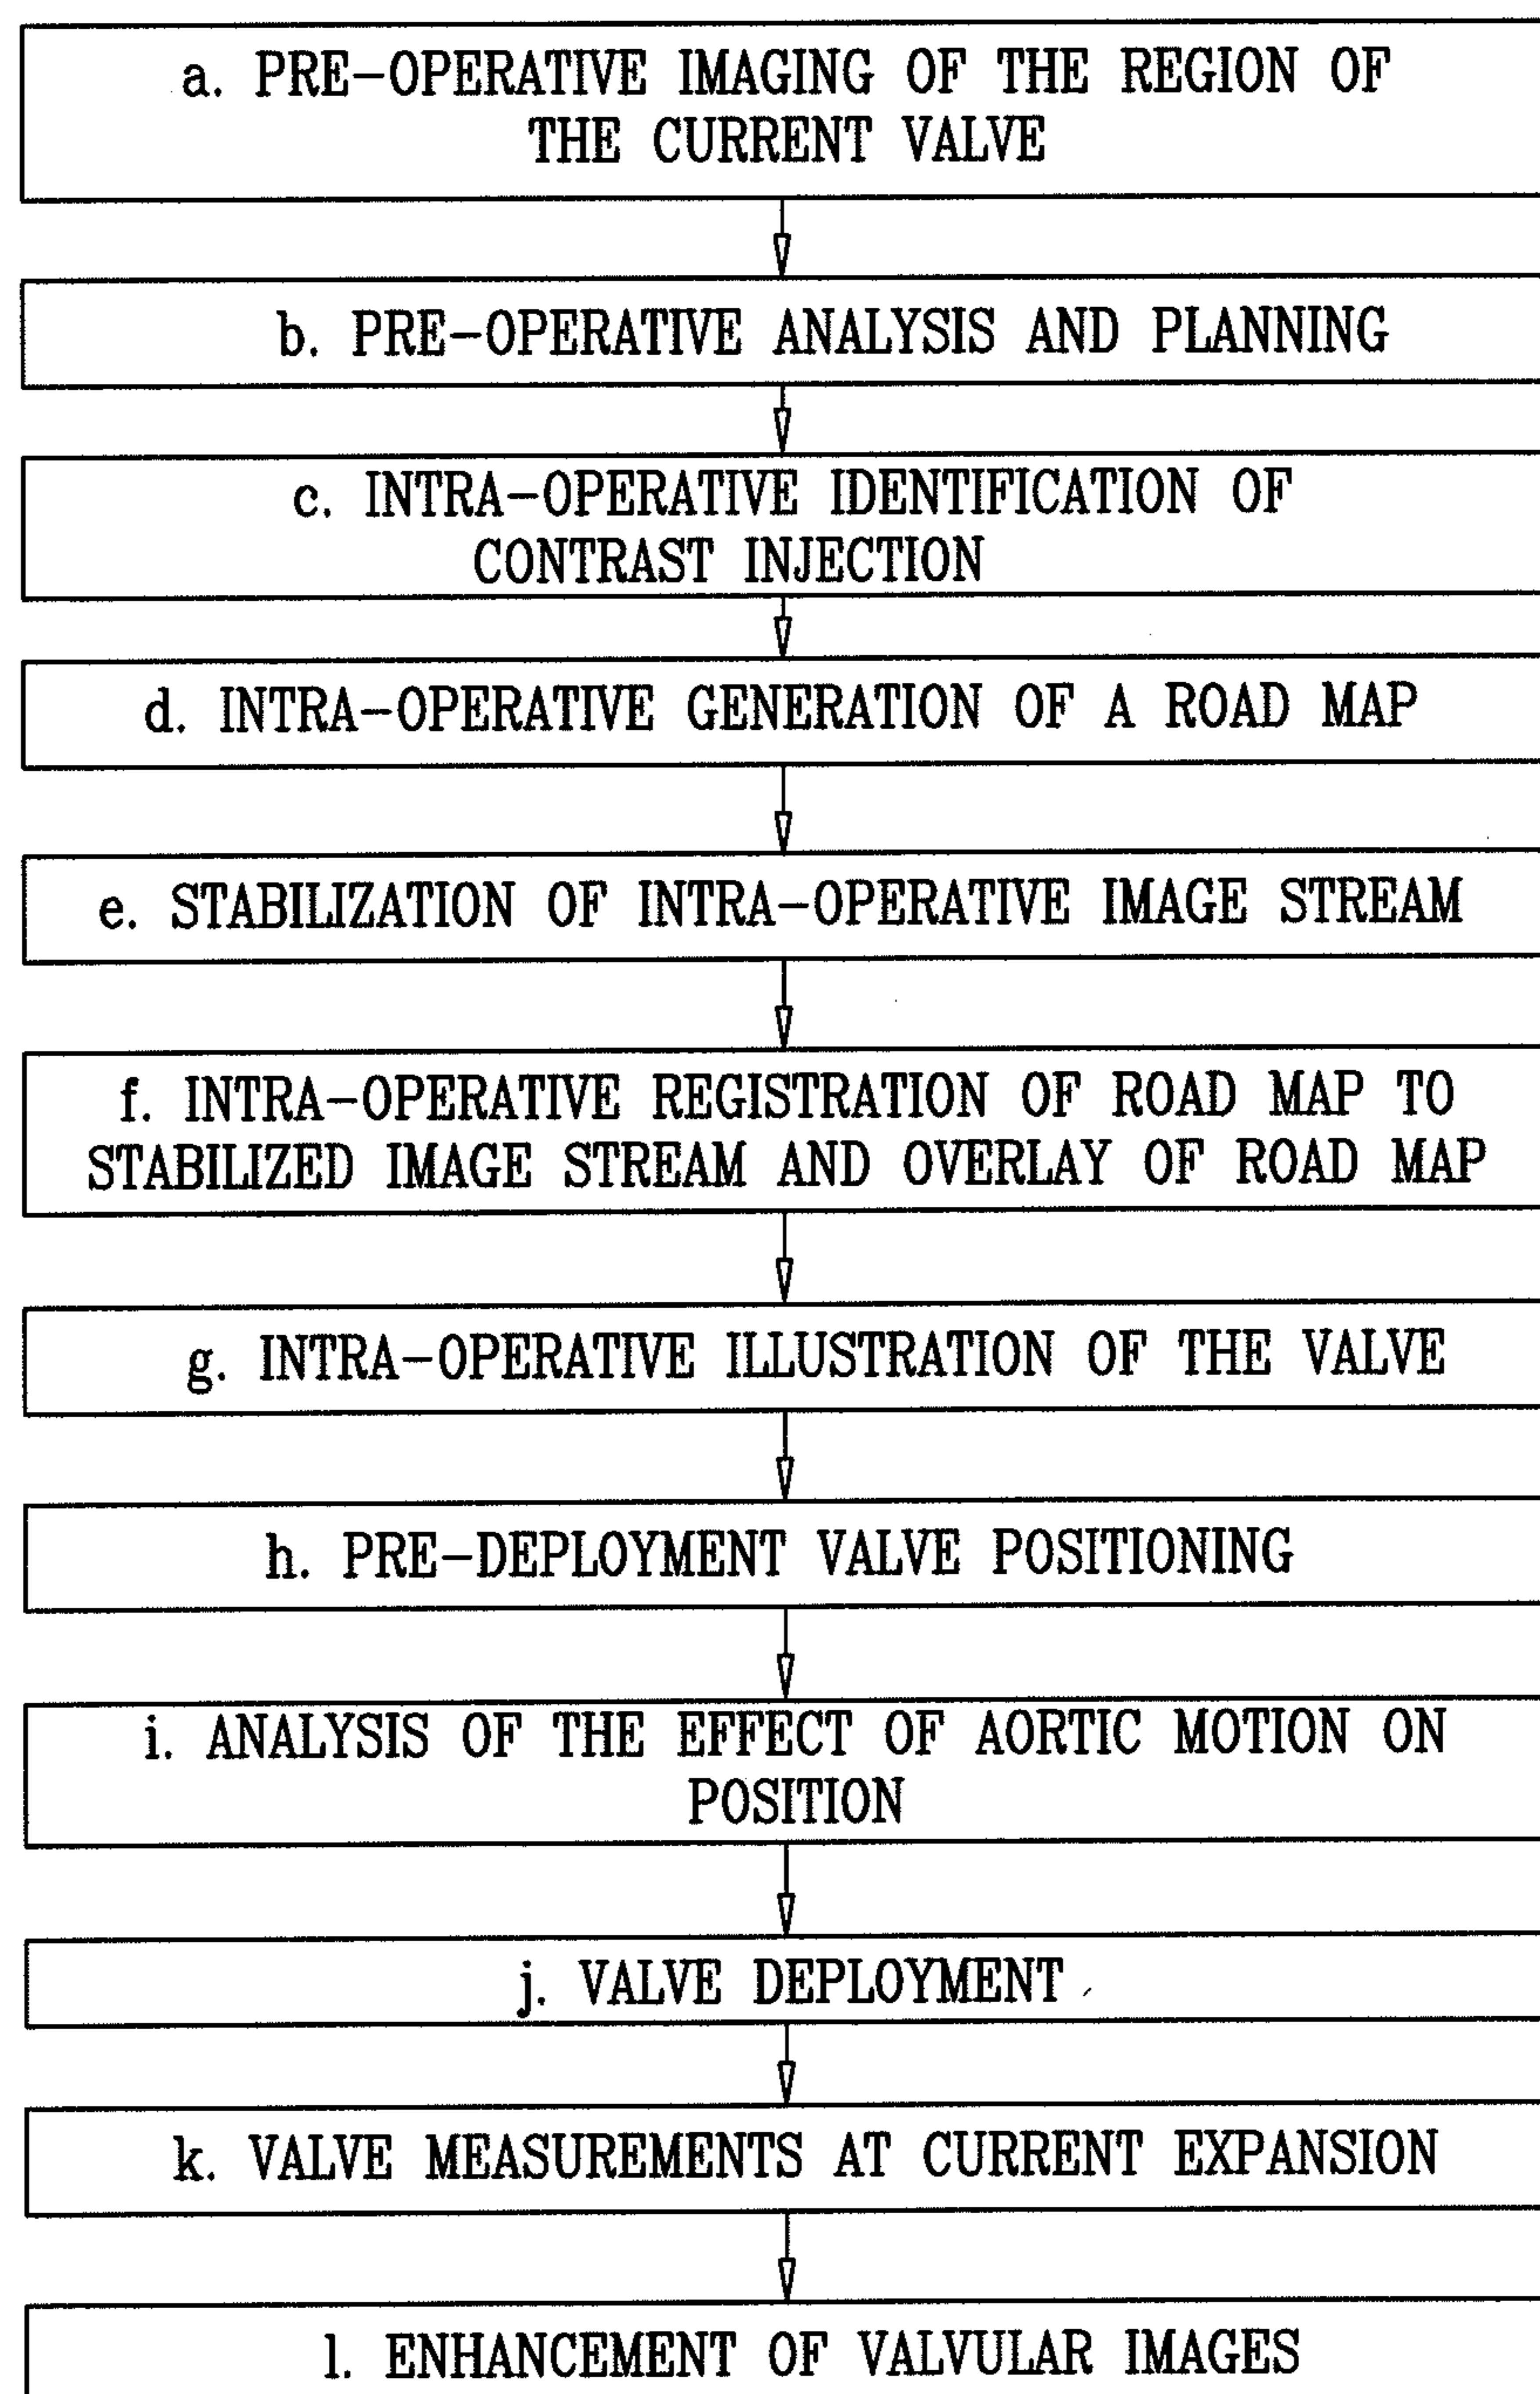 a. PRE-OPERATIVE IMAGING OF THE REGION OF
THE CURRENT VALVE
b. PRE-OPERATIVE ANALYSIS AND PLANNING
c. INTRA-OPERATIVE IDENTIFICATION OF
CONTRAST INJECTION
d. INTRA-OPERATIVE GENERATION OF A ROAD MAP
e. STABILIZATION OF INTRA-OPERATIVE IMAGE STREAM
f. INTRA-OPERATIVE REGISTRATION OF ROAD MAP TO
STABILIZED IMAGE STREAM AND OVERLAY OF ROAD MAP
g. INTRA-OPERATIVE ILLUSTRATION OF THE VALVE
h. PRE-DEPLOYMENT VALVE POSITIONING
i. ANALYSIS OF THE EFFECT OF AORTIC MOTION ON
POSITION
j. VALVE DEPLOYMENT
k. VALVE MEASUREMENTS AT CURRENT EXPANSION
l. ENHANCEMENT OF VALVULAR IMAGES